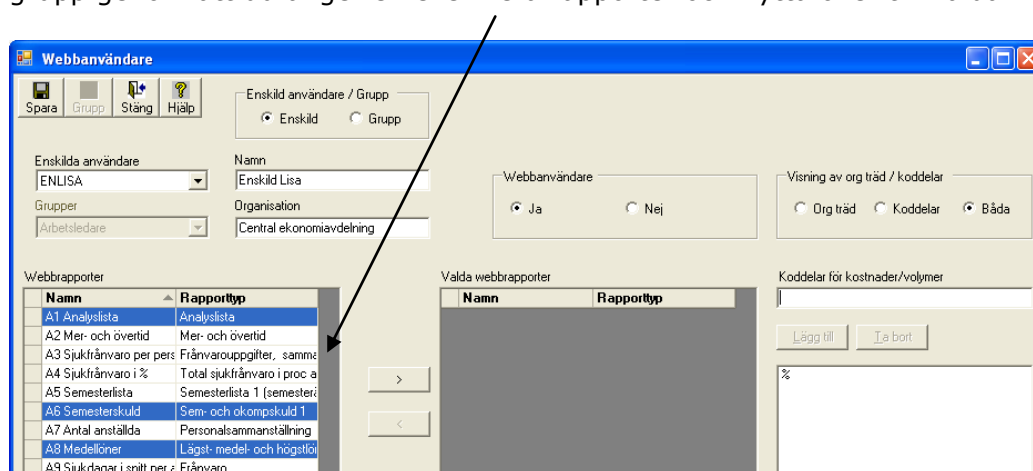 Webbanvändare
Spara Grupp Stäng Hjälp
Enskild användare / Grupp
Enskild Grupp
Enskilda användare Namn
ENLISA Enskild Lisa
Webbanvändare
Ja Nej
Visning av org träd / koddelar
Org träd Koddelar Båda
Grupper Organisation
Arbetsledare Central ekonomiavdelning
Webbrapporter Valda webbrapporter Koddelar för kostnader/volymer
Namn Rapporttyp Namn Rapporttyp
A1 Analyslista Analyslista
A2 Mer- och övertid Mer- och övertid
Lägg till Ta bort
A3 Sjukfrånvaro per pers Frånvarouppgifter, samma
A4 Sjukfrånvaro i % Total sjukfrånvaro i proc a
> %
A5 Semesterlista Semesterlista 1 (semesterä
A6 Semesterskuld Sem- och okompskuld 1
A7 Antal anställda Personalsammanställning
<
A8 Medellöner Lägst- medel- och högstlö
A9 Sjukdagar i snitt per a Frånvaro